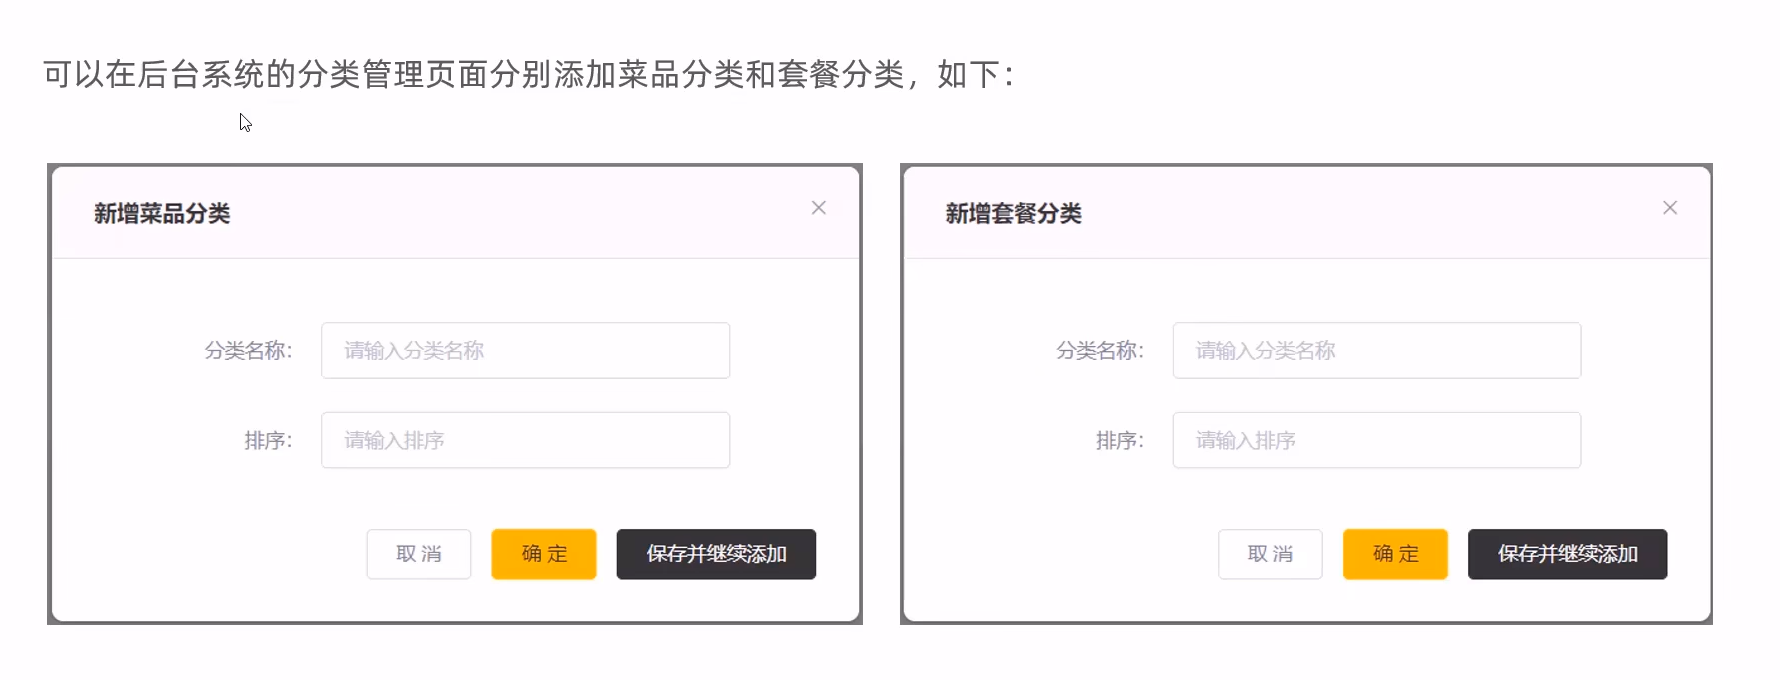 可以在后台系统的分类管理页面分别添加菜品分类和套餐分类，如下：
新增菜品分类
分类名称：
请输入分类名称
排序：
请输入排序
取 消
确 定
保存并继续添加
新增套餐分类
分类名称：
请输入分类名称
排序：
请输入排序
取 消
确 定
保存并继续添加